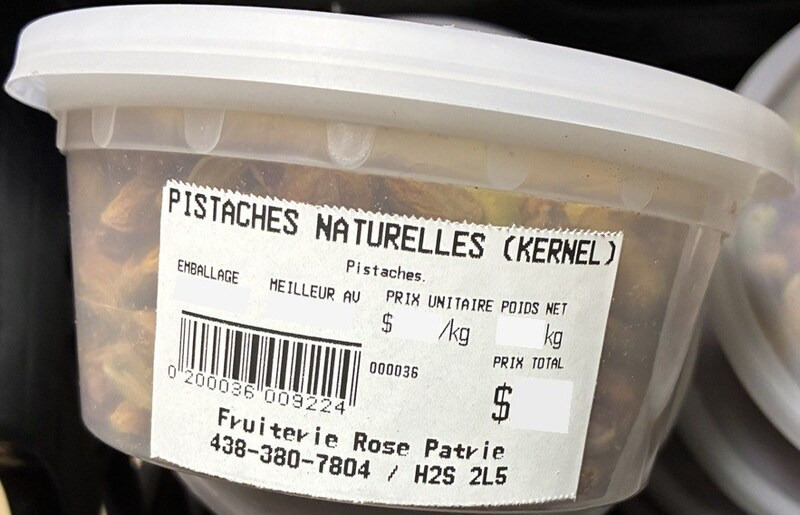 PISTACHES NATURELLES (KERNEL)
Pistaches.
EMBALLAGE MEILLEUR AU PRIX UNITAIRE POIDS NET
$ /kg kg
PRIX TOTAL
$
000036
0 200036 009224
Fruiterie Rose Patrie
438-380-7804 / H2S 2L5